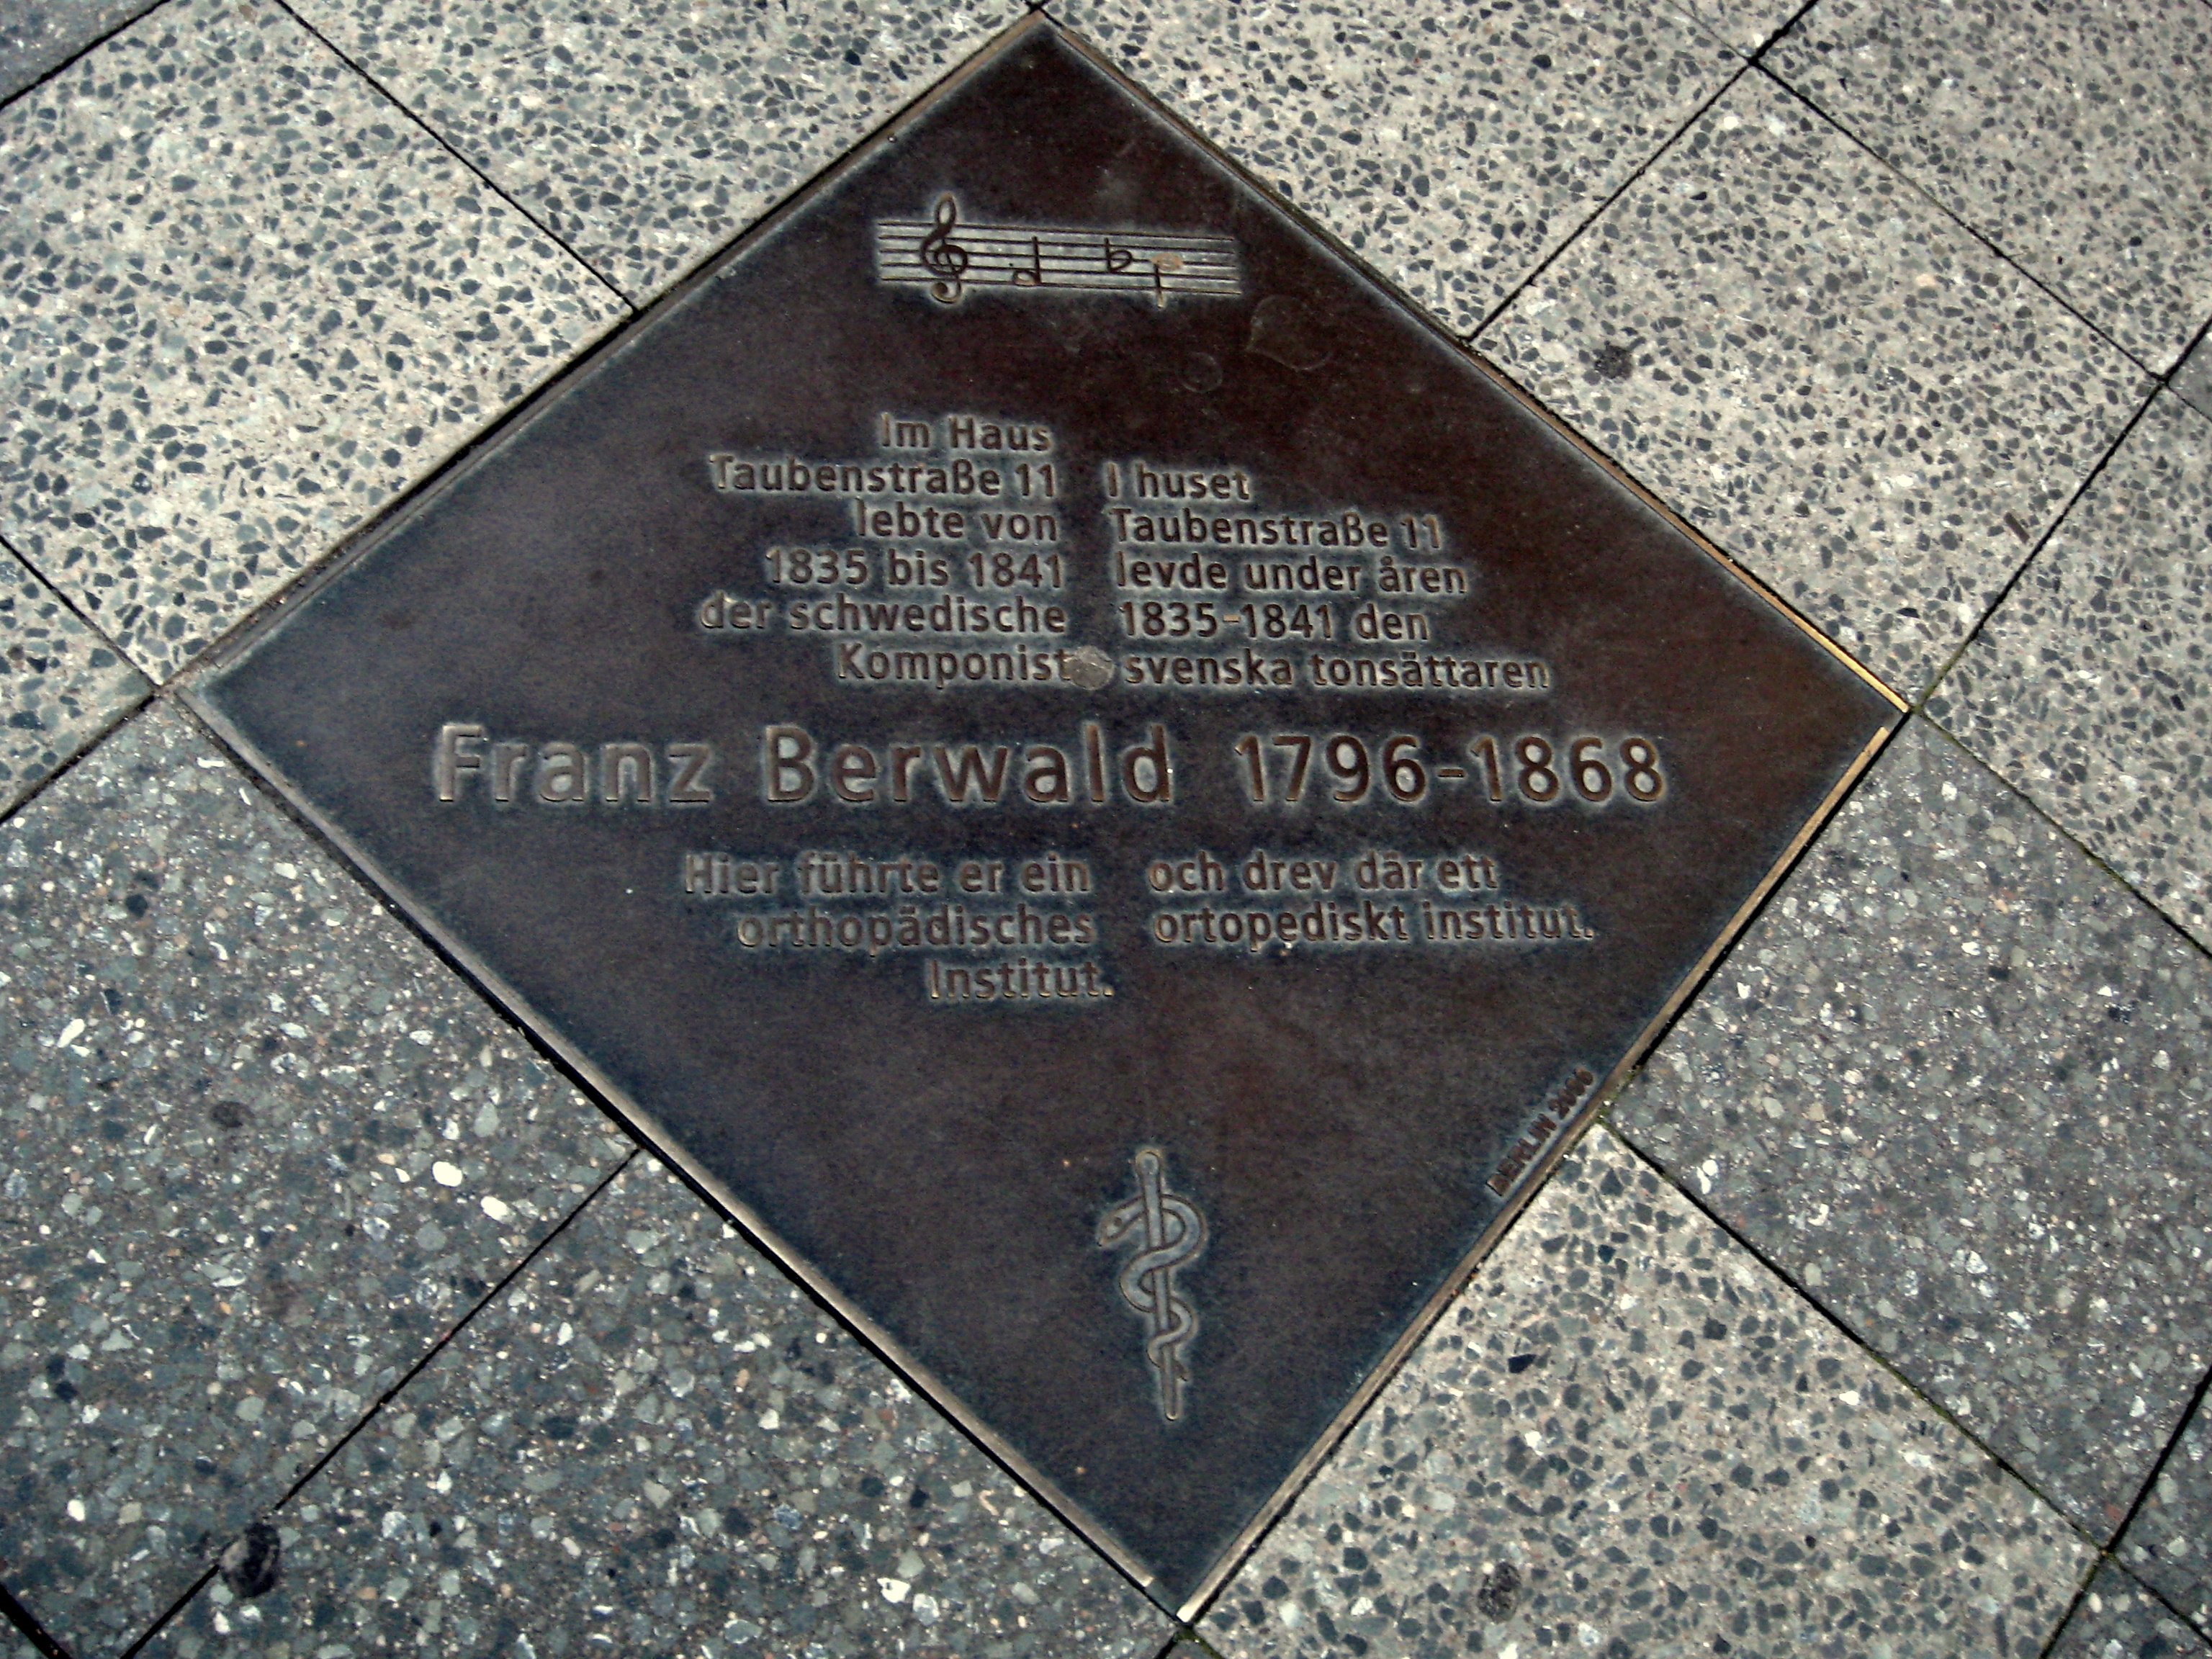 Im Haus
Taubenstraße 11
lebte von
1835 bis 1841
der schwedische
Komponist
I huset
Taubenstraße 11
levde under åren
1835-1841 den
svenska tonsättaren
Franz Berwald 1796-1868
Hier führte er ein
orthopädisches
Institut.
och drev där ett
ortopediskt institut.
BERLIN